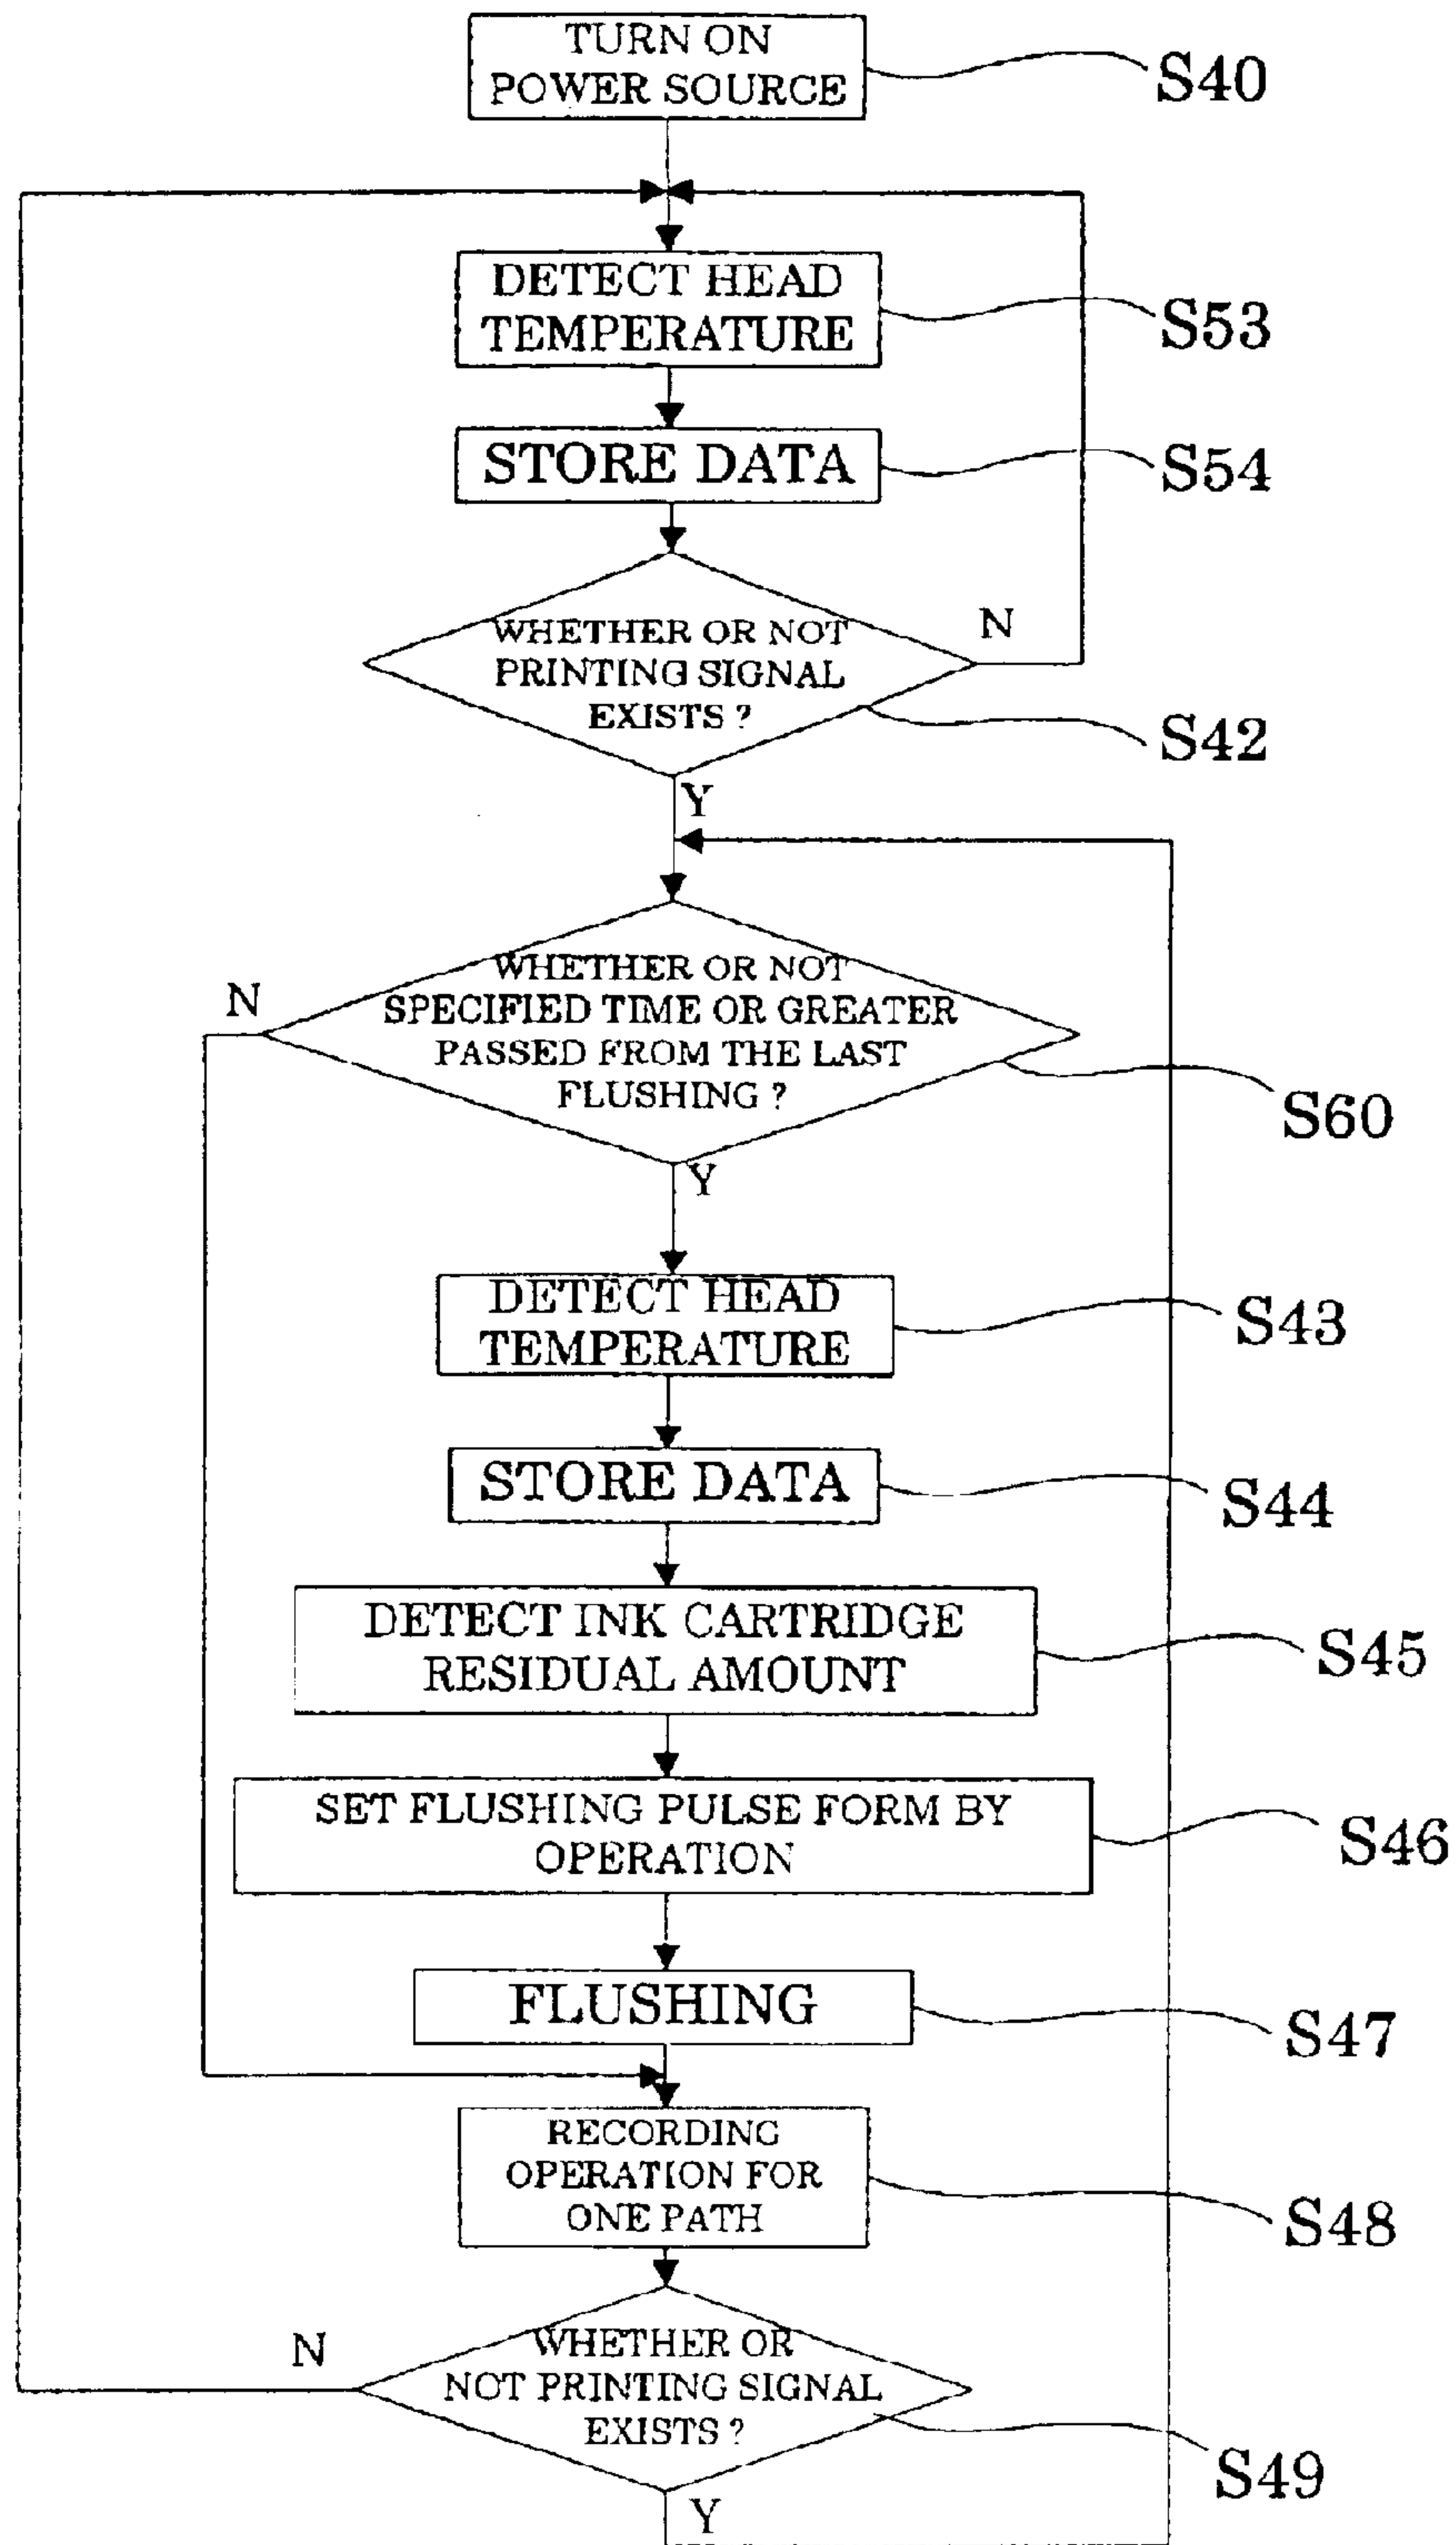 TURN ON
POWER SOURCE
S40
DETECT HEAD
TEMPERATURE
S53
STORE DATA
S54
WHETHER OR NOT
PRINTING SIGNAL
EXISTS ?
N
S42
Y
WHETHER OR NOT
SPECIFIED TIME OR GREATER
PASSED FROM THE LAST
FLUSHING ?
N
S60
Y
DETECT HEAD
TEMPERATURE
S43
STORE DATA
S44
DETECT INK CARTRIDGE
RESIDUAL AMOUNT
S45
SET FLUSHING PULSE FORM BY
OPERATION
S46
FLUSHING
S47
RECORDING
OPERATION FOR
ONE PATH
S48
WHETHER OR
NOT PRINTING SIGNAL
EXISTS ?
N
S49
Y